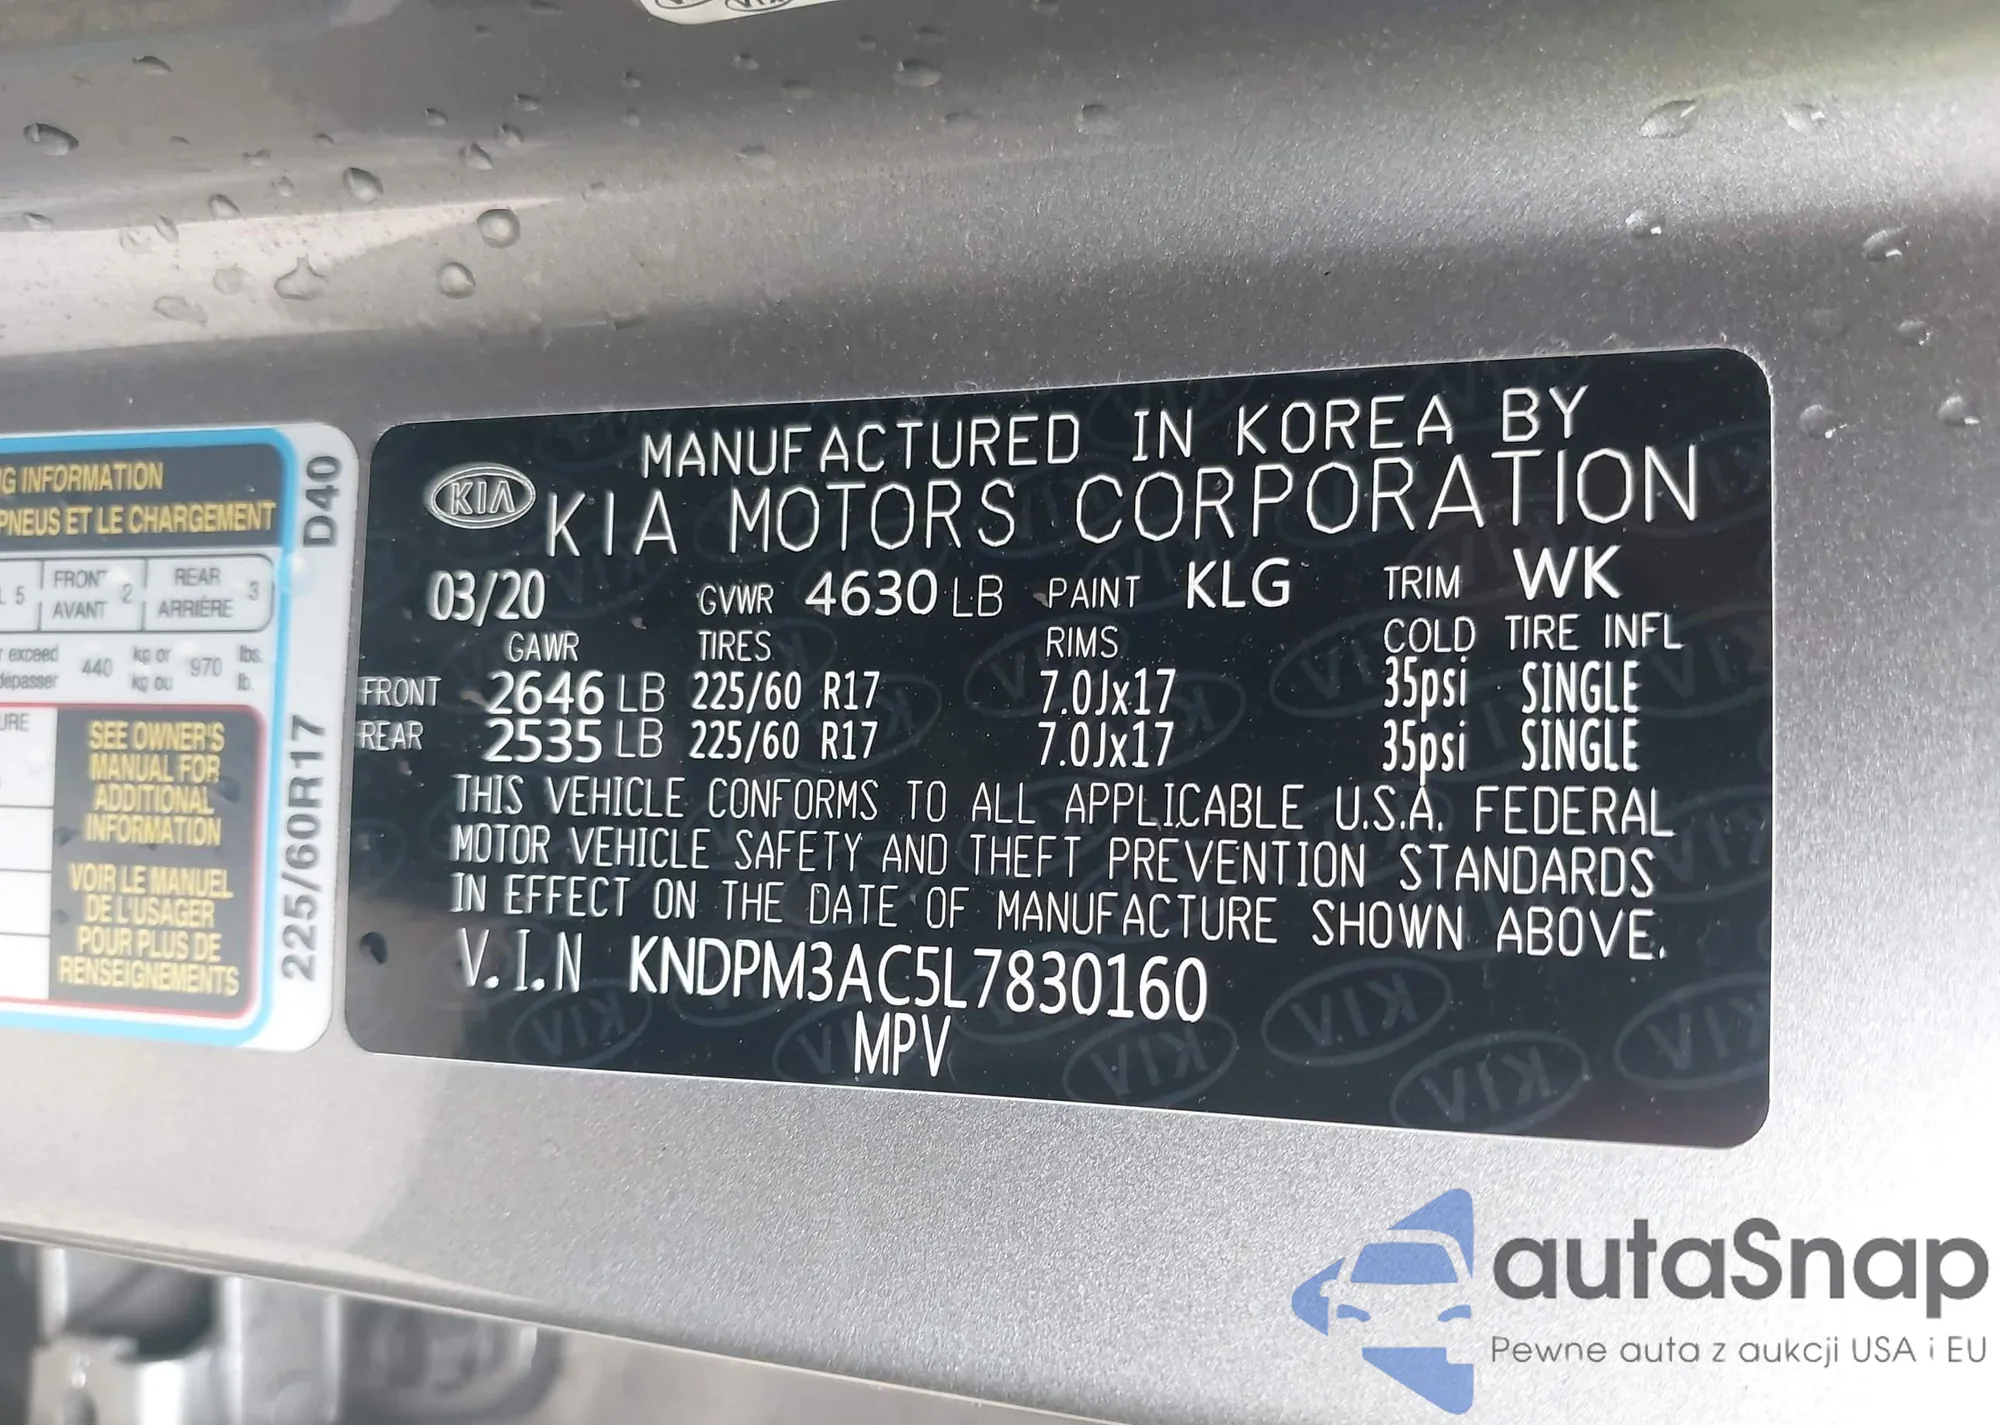 G INFORMATION
PNEUS ET LE CHARGEMENT
D40
L 5
FRONT
AVANT
2
REAR
ARRIÈRE
3
exceed
dépasser
440
kg or
kg ou
970
lbs.
lb.
URE
SEE OWNER'S
MANUAL FOR
ADDITIONAL
INFORMATION
VOIR LE MANUEL
DE L'USAGER
POUR PLUS DE
RENSEIGNEMENTS
225/60R17
MANUFACTURED IN KOREA BY
KIA KIA MOTORS CORPORATION
03/20 GVWR 4630 LB PAINT KLG TRIM WK
GAWR TIRES RIMS COLD TIRE INFL
FRONT 2646 LB 225/60 R17 7.0Jx17 35psi SINGLE
REAR 2535 LB 225/60 R17 7.0Jx17 35psi SINGLE
THIS VEHICLE CONFORMS TO ALL APPLICABLE U.S.A. FEDERAL
MOTOR VEHICLE SAFETY AND THEFT PREVENTION STANDARDS
IN EFFECT ON THE DATE OF MANUFACTURE SHOWN ABOVE.
V.I.N KNDPM3AC5L7830160
MPV
autaSnap
Pewne auta z aukcji USA i EU